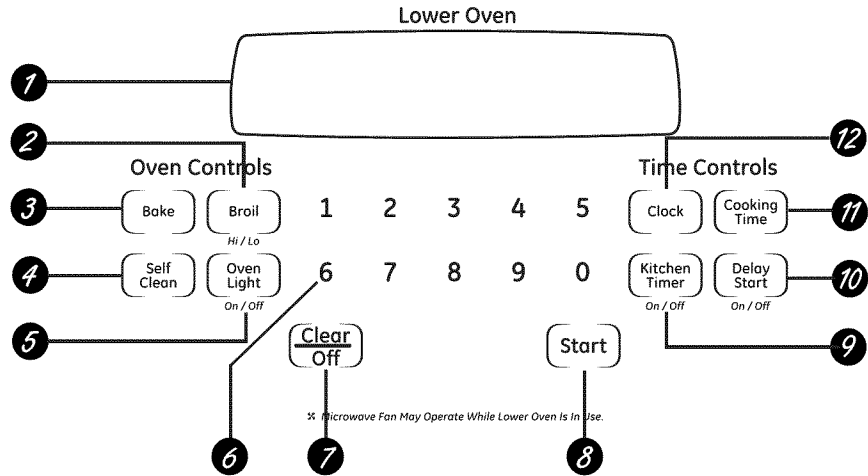 Lower Oven
1
2
12
Oven Controls
Time Controls
3
Bake
Broil
Hi / Lo
1 2 3 4 5
Clock
Cooking
Time
11
4
Self
Clean
Oven
Light
On / Off
6 7 8 9 0
Kitchen
Timer
On / Off
Delay
Start
On / Off
10
5
Clear
Off
Start
9
※ Microwave Fan May Operate While Lower Oven Is In Use.
6
7
8